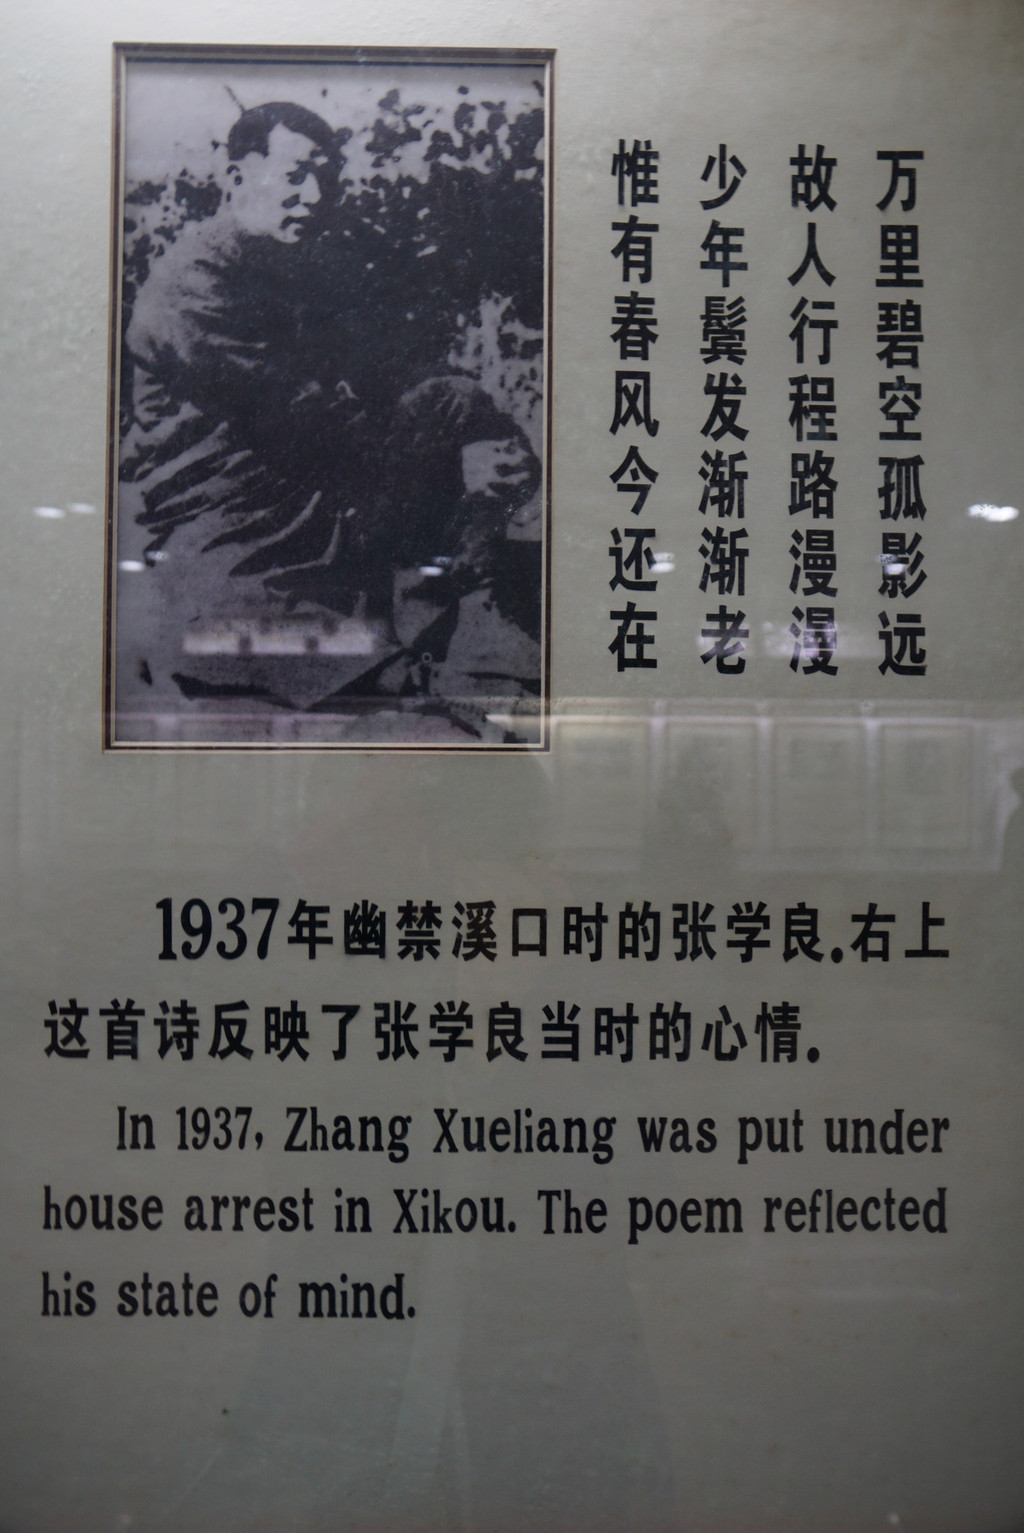 万里碧空孤影远
故人行程路漫漫
少年鬓发渐渐老
惟有春风今还在
1937年幽禁溪口时的张学良.右上
这首诗反映了张学良当时的心情.
In 1937, Zhang Xueliang was put under
house arrest in Xikou. The poem reflected
his state of mind.